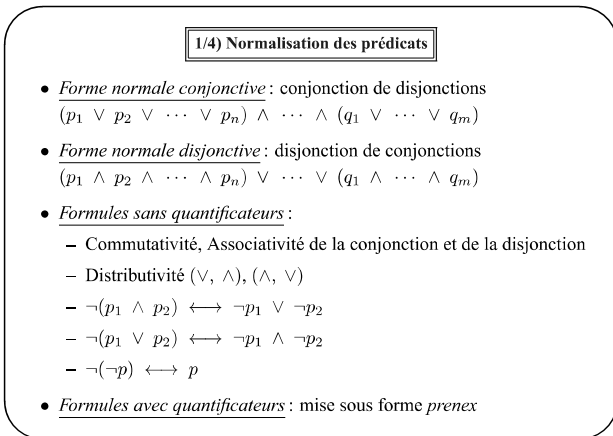 1/4) Normalisation des prédicats
• Forme normale conjonctive : conjonction de disjonctions
(p₁ ∨ p₂ ∨ ⋯ ∨ pₙ) ∧ ⋯ ∧ (q₁ ∨ ⋯ ∨ qₘ)
• Forme normale disjonctive : disjonction de conjonctions
(p₁ ∧ p₂ ∧ ⋯ ∧ pₙ) ∨ ⋯ ∨ (q₁ ∧ ⋯ ∧ qₘ)
• Formules sans quantificateurs :
– Commutativité, Associativité de la conjonction et de la disjonction
– Distributivité (∨, ∧), (∧, ∨)
– ¬(p₁ ∧ p₂) ⟷ ¬p₁ ∨ ¬p₂
– ¬(p₁ ∨ p₂) ⟷ ¬p₁ ∧ ¬p₂
– ¬(¬p) ⟷ p
• Formules avec quantificateurs : mise sous forme prenex